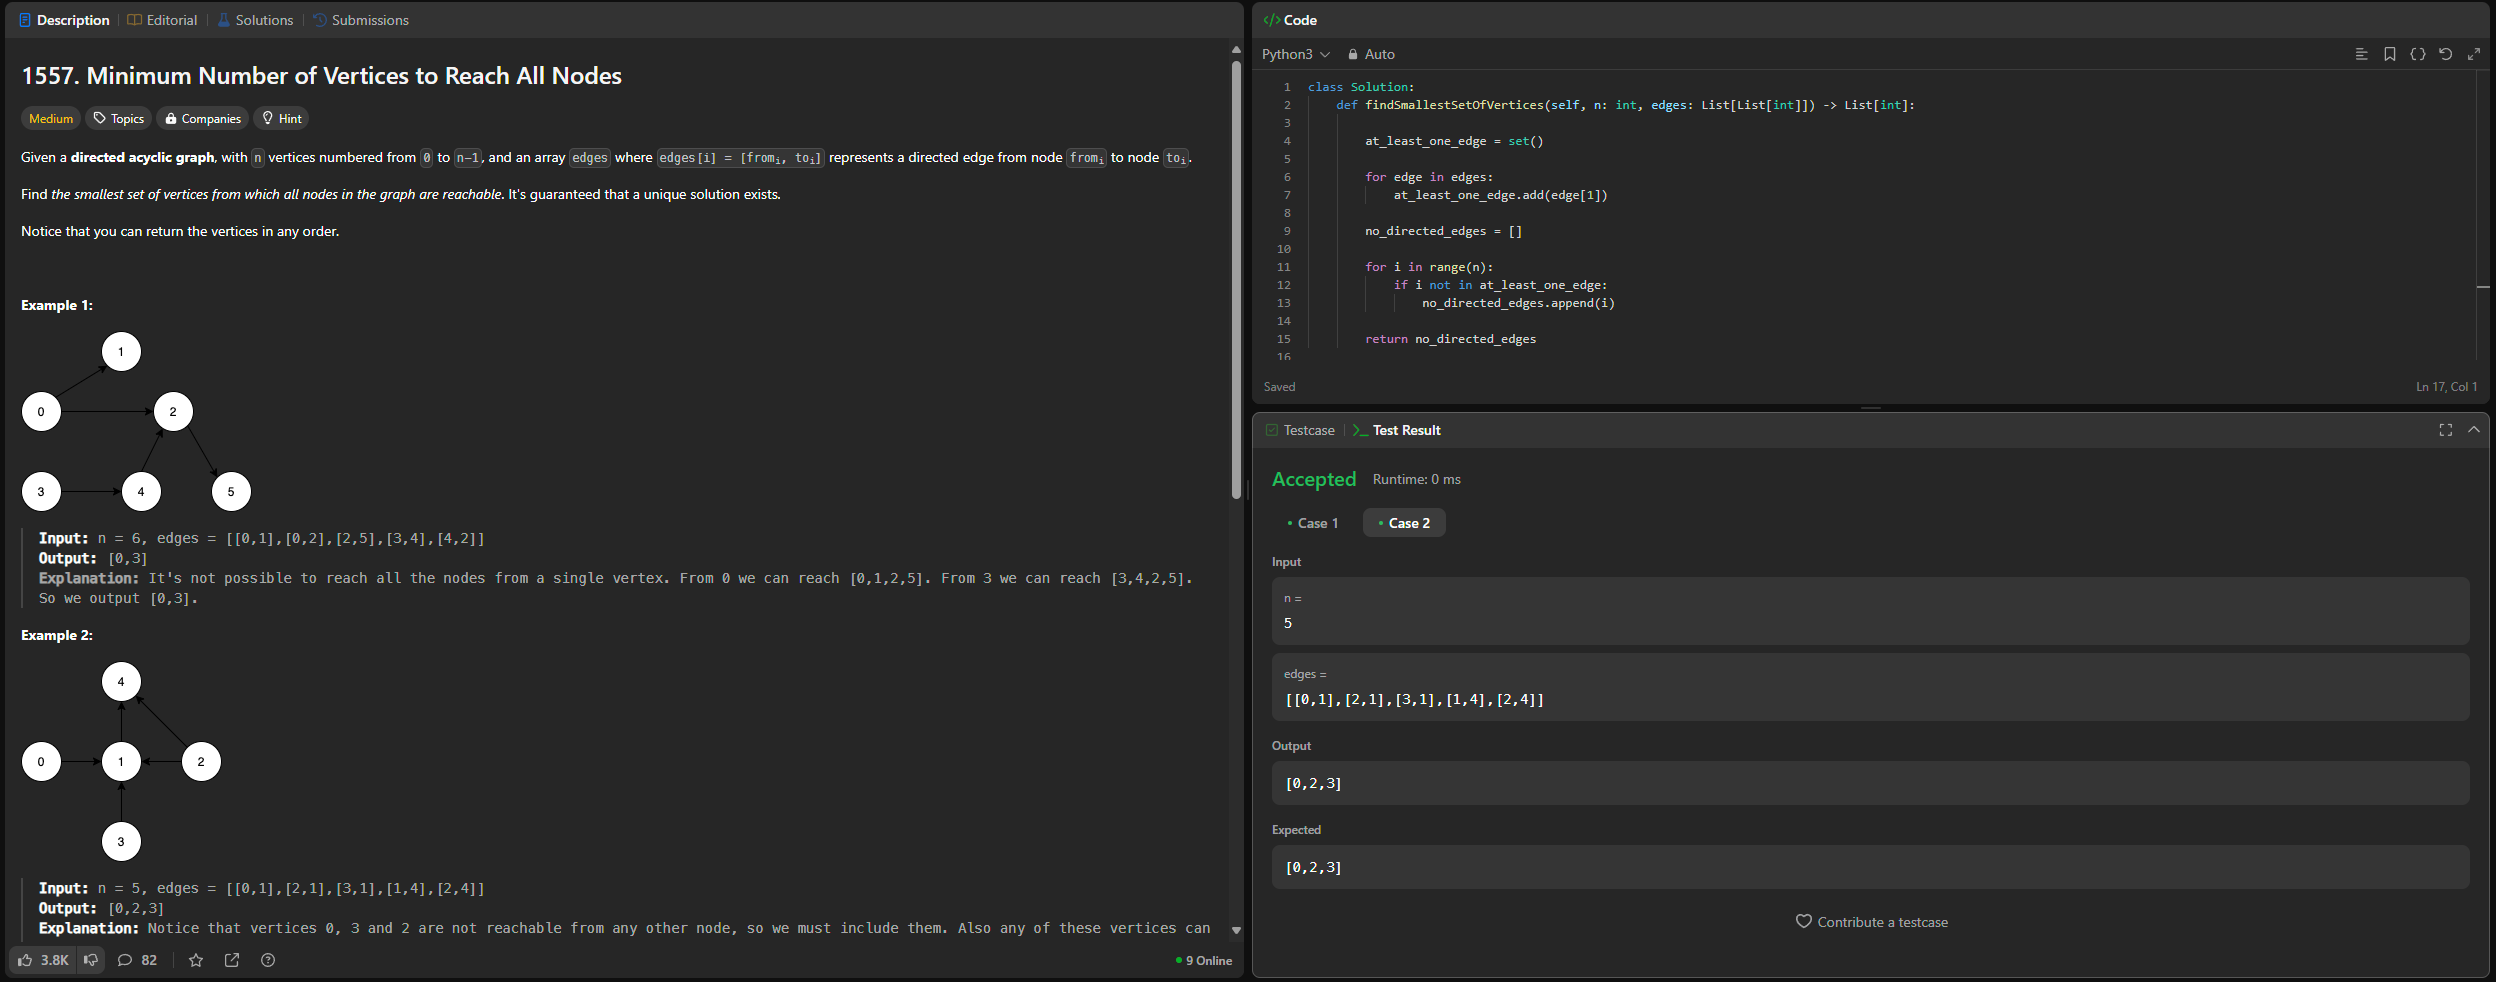 Description
Editorial
Solutions
Submissions
1557. Minimum Number of Vertices to Reach All Nodes
Medium
Topics
Companies
Hint
Given a directed acyclic graph, with n vertices numbered from 0 to n-1, and an array edges where edges[i] = [fromi, toi] represents a directed edge from node fromi to node toi.
Find the smallest set of vertices from which all nodes in the graph are reachable. It's guaranteed that a unique solution exists.
Notice that you can return the vertices in any order.
Example 1:
1
0
2
3
4
5
Input: n = 6, edges = [[0,1],[0,2],[2,5],[3,4],[4,2]]
Output: [0,3]
Explanation: It's not possible to reach all the nodes from a single vertex. From 0 we can reach [0,1,2,5]. From 3 we can reach [3,4,2,5].
So we output [0,3].
Example 2:
4
0
1
2
3
Input: n = 5, edges = [[0,1],[2,1],[3,1],[1,4],[2,4]]
Output: [0,2,3]
Explanation: Notice that vertices 0, 3 and 2 are not reachable from any other node, so we must include them. Also any of these vertices can
3.8K
82
9 Online
</> Code
Python3
Auto
1 class Solution:
2 def findSmallestSetOfVertices(self, n: int, edges: List[List[int]]) -> List[int]:
3
4 at_least_one_edge = set()
5
6 for edge in edges:
7 at_least_one_edge.add(edge[1])
8
9 no_directed_edges = []
10
11 for i in range(n):
12 if i not in at_least_one_edge:
13 no_directed_edges.append(i)
14
15 return no_directed_edges
16
Saved
Ln 17, Col 1
Testcase
Test Result
Accepted
Runtime: 0 ms
Case 1
Case 2
Input
n =
5
edges =
[[0,1],[2,1],[3,1],[1,4],[2,4]]
Output
[0,2,3]
Expected
[0,2,3]
Contribute a testcase